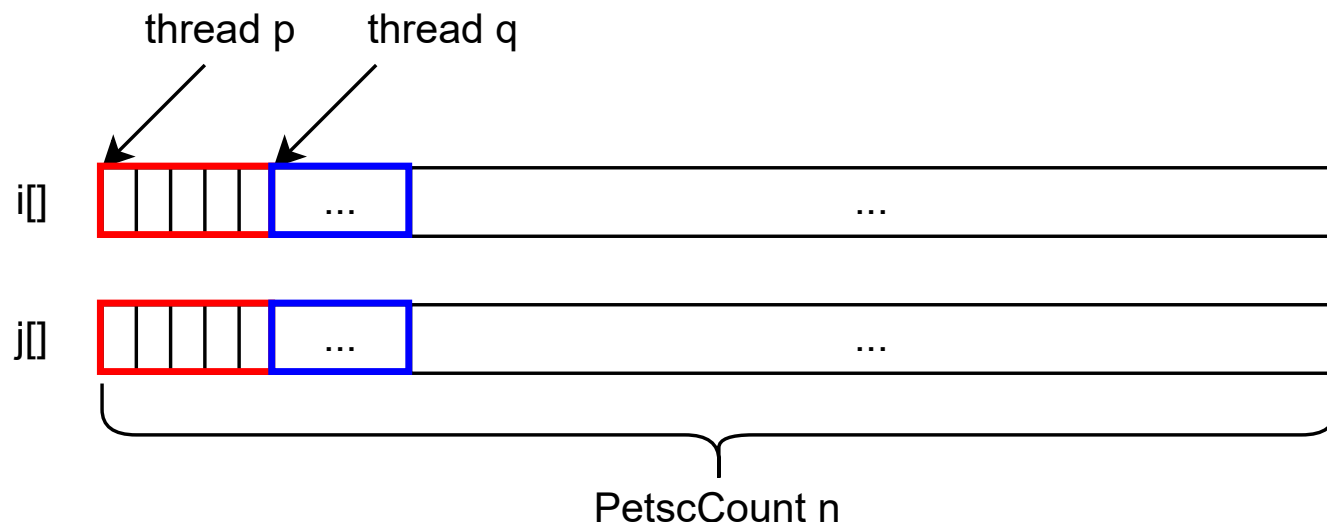 thread p
thread q
i[]
...
...
j[]
...
...
PetscCount n